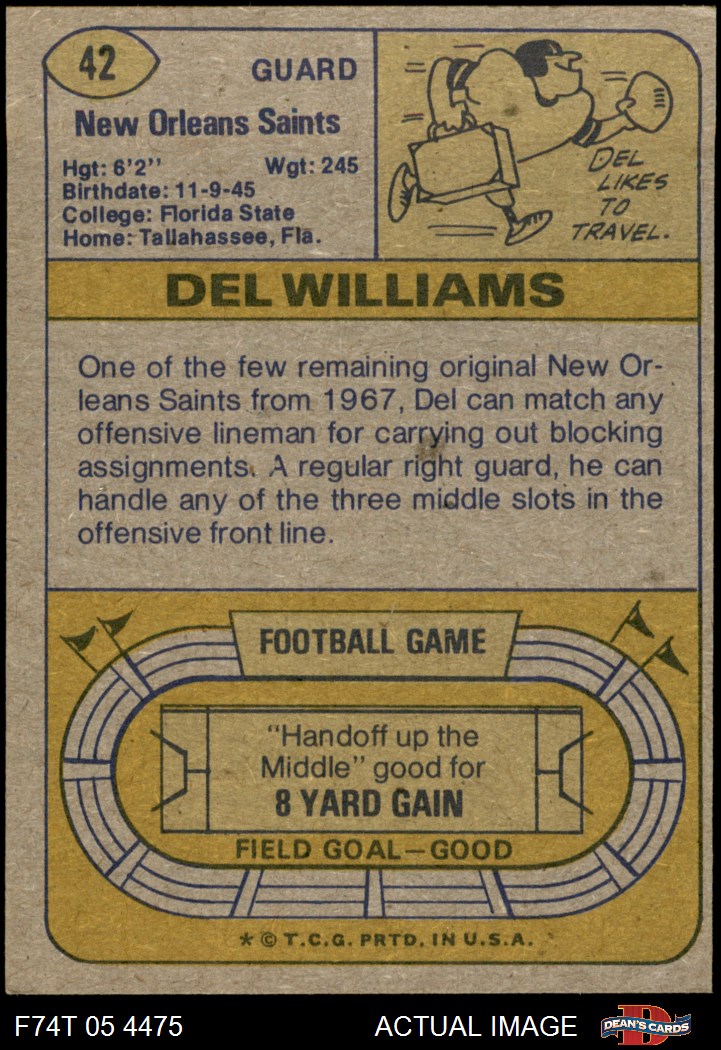 42
GUARD
New Orleans Saints
Hgt: 6'2" Wgt: 245
Birthdate: 11-9-45
College: Florida State
Home: Tallahassee, Fla.
DEL
LIKES
TO
TRAVEL.
DEL WILLIAMS
One of the few remaining original New Or-
leans Saints from 1967, Del can match any
offensive lineman for carrying out blocking
assignments. A regular right guard, he can
handle any of the three middle slots in the
offensive front line.
FOOTBALL GAME
"Handoff up the
Middle" good for
8 YARD GAIN
FIELD GOAL—GOOD
* © T.C.G. PRTD. IN U.S.A.
F74T 05 4475 ACTUAL IMAGE
D
DEAN'S CARDS